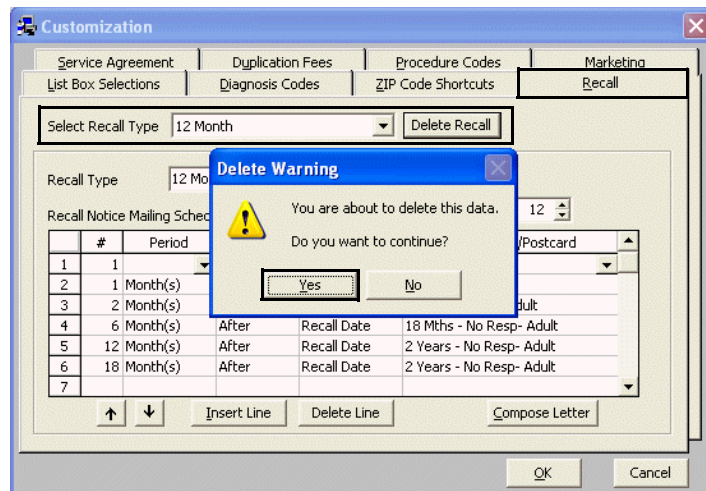 Customization
Service Agreement Duplication Fees Procedure Codes Marketing
List Box Selections Diagnosis Codes ZIP Code Shortcuts Recall
Select Recall Type 12 Month Delete Recall
Delete Warning
Recall Type 12 Mo
You are about to delete this data.
Recall Notice Mailing Sched 12
Do you want to continue?
# Period /Postcard
1 1
Yes No
2 1 Month(s)
3 2 Month(s) dult
4 6 Month(s) After Recall Date 18 Mths - No Resp- Adult
5 12 Month(s) After Recall Date 2 Years - No Resp- Adult
6 18 Month(s) After Recall Date 2 Years - No Resp- Adult
7
Insert Line Delete Line Compose Letter
OK Cancel